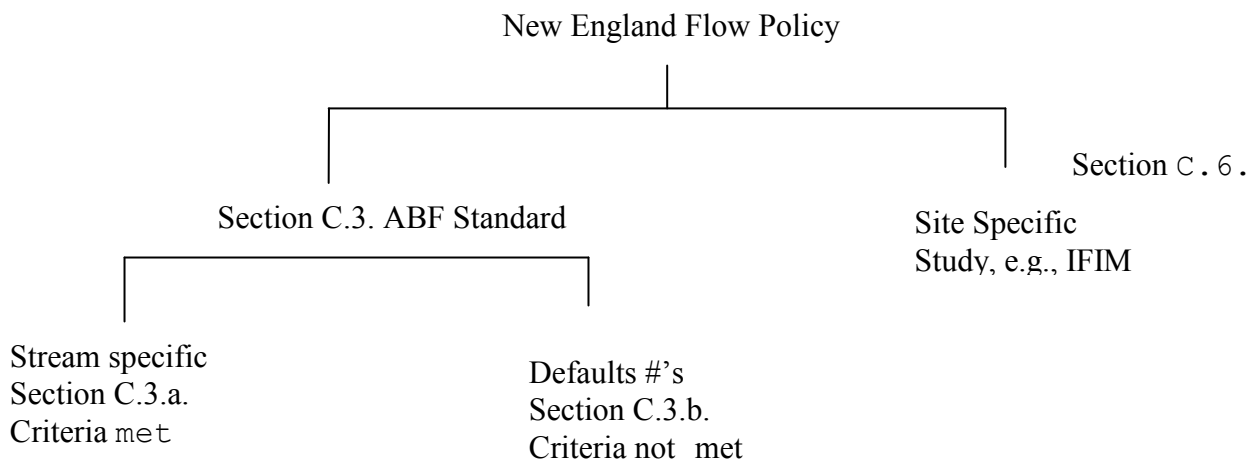 New England Flow Policy
Section C.6.
Section C.3. ABF Standard
Site Specific
Study, e.g., IFIM
Stream specific
Section C.3.a.
Criteria met
Defaults #’s
Section C.3.b.
Criteria not met